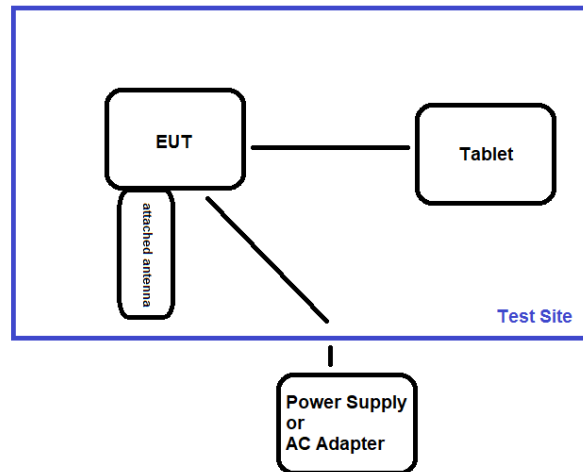 EUT
Tablet
attached antenna
Test Site
Power Supply
or
AC Adapter